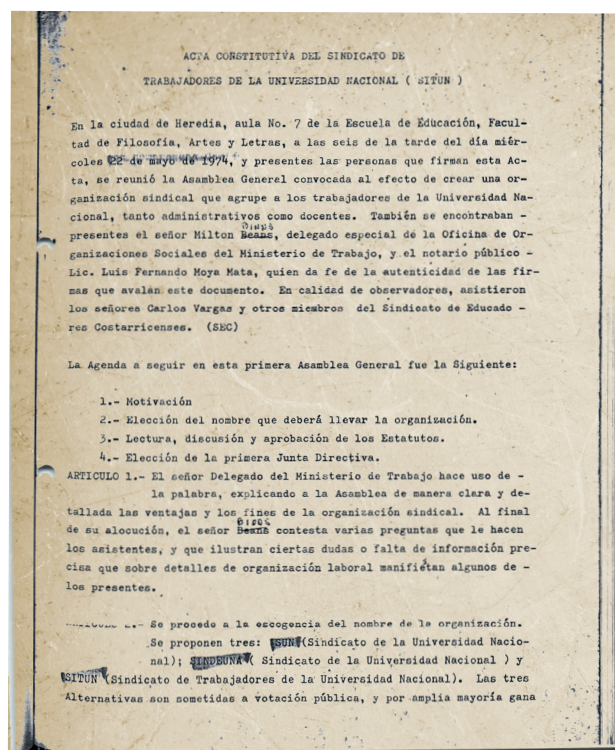 ACTA CONSTITUTIVA DEL SINDICATO DE
TRABAJADORES DE LA UNIVERSIDAD NACIONAL ( SITUN )
En la ciudad de Heredia, aula No. 7 de la Escuela de Educación, Facul-
tad de Filosofía, Artes y Letras, a las seis de la tarde del día miér-
coles 22 de mayo de 1974, y presentes las personas que firman esta Ac-
ta, se reunió la Asamblea General convocada al efecto de crear una or-
ganización sindical que agrupe a los trabajadores de la Universidad Na-
cional, tanto administrativos como docentes. También se encontraban -
presentes el señor Milton Beans, delegado especial de la Oficina de Or-
ganizaciones Sociales del Ministerio de Trabajo, y el notario público -
Lic. Luis Fernando Moya Mata, quien da fe de la autenticidad de las fir-
mas que avalan este documento. En calidad de observadores, asistieron
los señores Carlos Vargas y otros miembros del Sindicato de Educado -
res Costarricenses. (SEC)
La Agenda a seguir en esta primera Asamblea General fue la Siguiente:
1.- Motivación
2.- Elección del nombre que deberá llevar la organización.
3.- Lectura, discusión y aprobación de los Estatutos.
4.- Elección de la primera Junta Directiva.
ARTICULO 1.- El señor Delegado del Ministerio de Trabajo hace uso de -
la palabra, explicando a la Asamblea de manera clara y de-
tallada las ventajas y los fines de la organización sindical. Al final
de su alocución, el señor Beans contesta varias preguntas que le hacen
los asistentes, y que ilustran ciertas dudas o falta de información pre-
cisa que sobre detalles de organización laboral manifiétan algunos de -
los presentes.
2.- Se procede a la escogencia del nombre de la organización.
Se proponen tres: SUN (Sindicato de la Universidad Nacio-
nal); SINDEUNA ( Sindicato de la Universidad Nacional ) y
SITUN (Sindicato de Trabajadores de la Universidad Nacional). Las tres
Alternativas son sometidas a votación pública, y por amplia mayoría gana